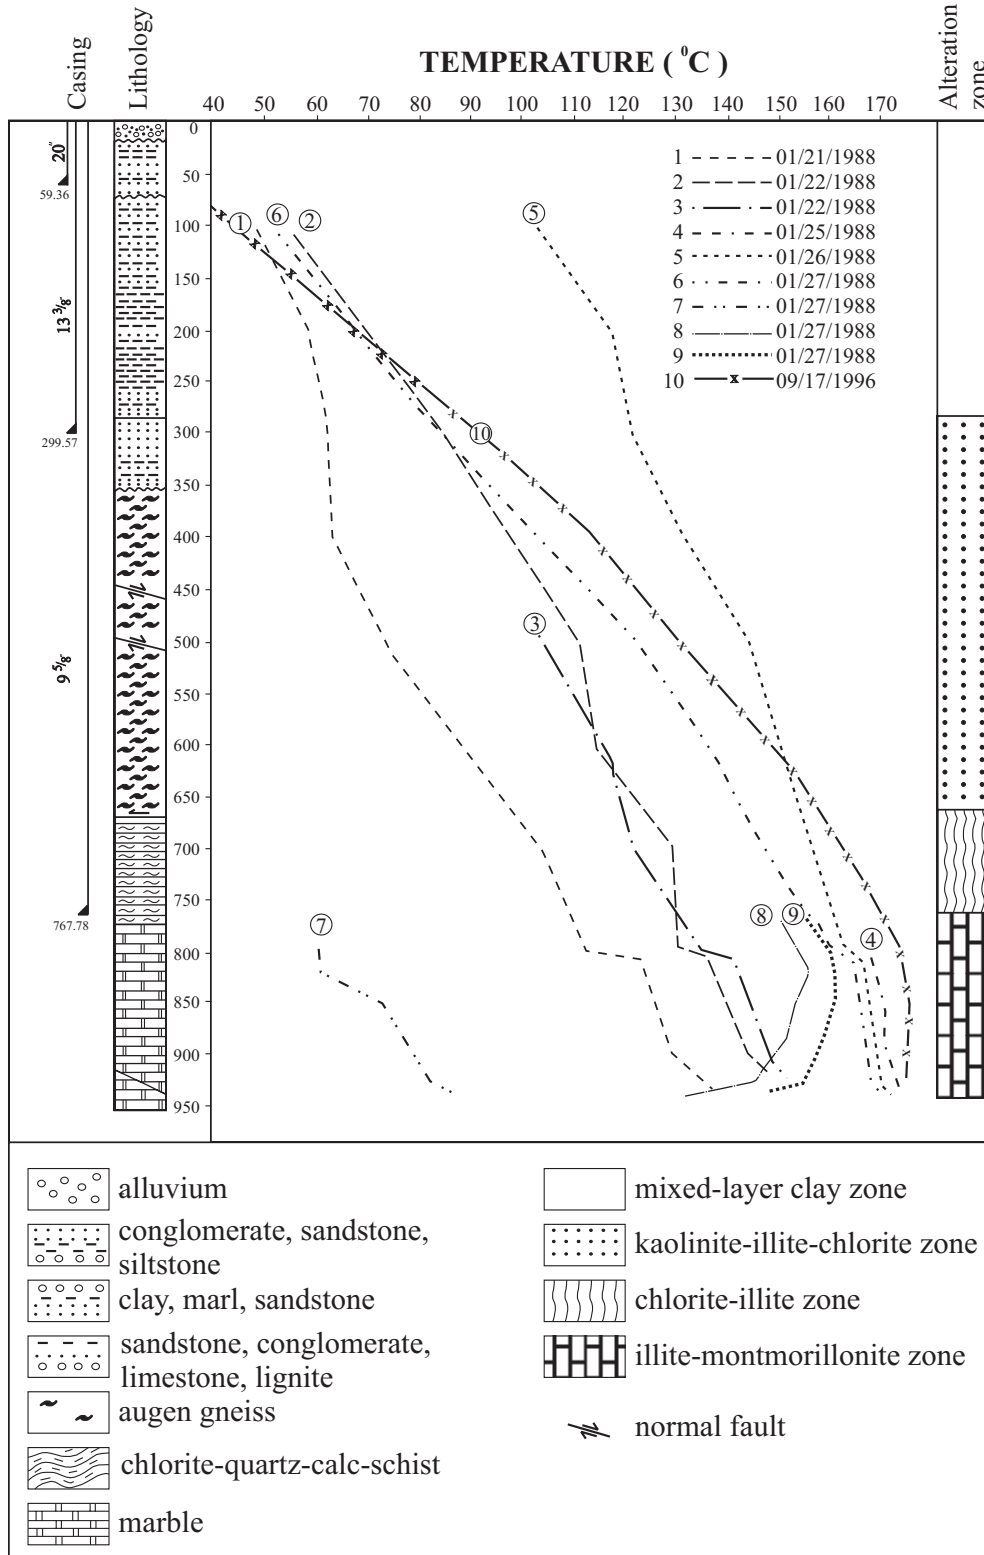 Casing
Lithology
TEMPERATURE ( ⁰C )
Alteration
zone
40 50 60 70 80 90 100 110 120 130 150 160 170
0
50
100
150
200
250
300
350
400
450
500
550
600
650
700
750
800
850
900
950
20"
59.36
13 3/8"
299.57
9 5/8"
767.78
1 01/21/1988
2 01/22/1988
3 01/22/1988
4 01/25/1988
5 01/26/1988
6 01/27/1988
7 01/27/1988
8 01/27/1988
9 01/27/1988
10 x 09/17/1996
1
6
2
5
10
3
7
8
9
4
alluvium
conglomerate, sandstone,
siltstone
clay, marl, sandstone
sandstone, conglomerate,
limestone, lignite
augen gneiss
chlorite-quartz-calc-schist
marble
mixed-layer clay zone
kaolinite-illite-chlorite zone
chlorite-illite zone
illite-montmorillonite zone
normal fault